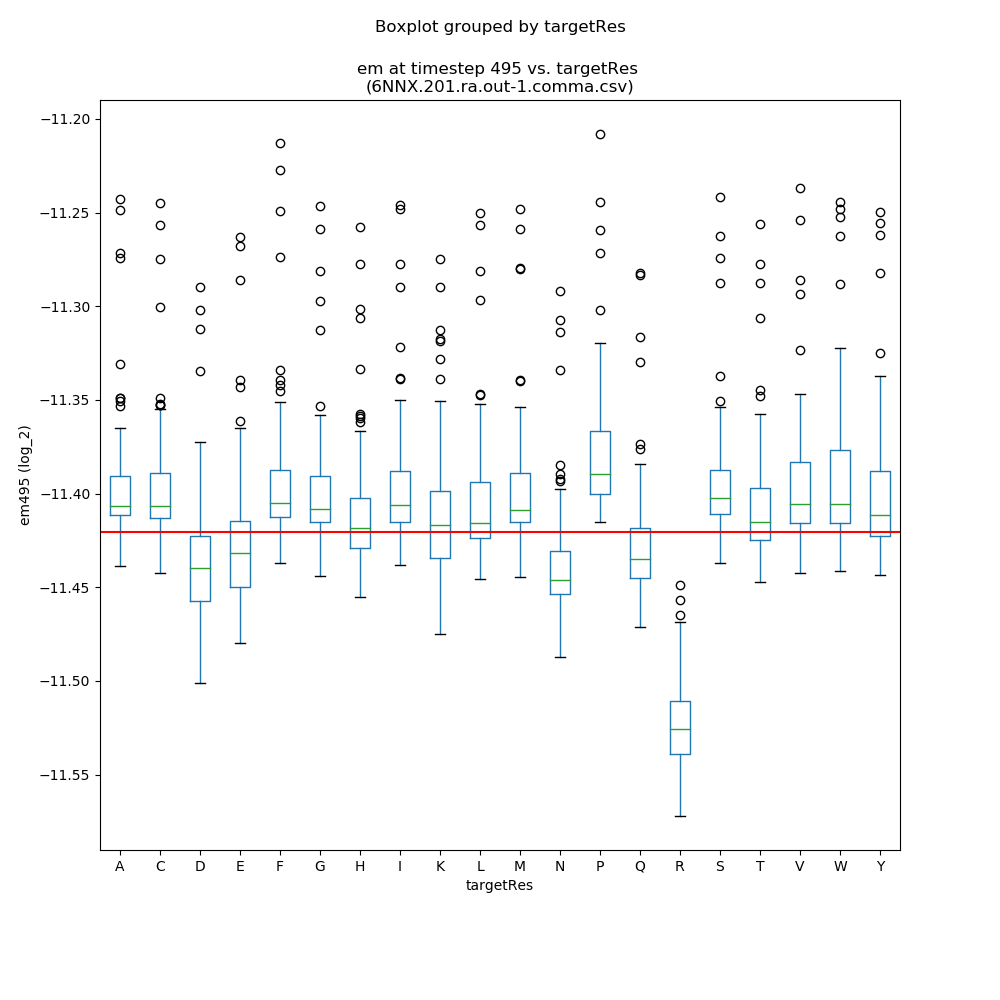 Boxplot grouped by targetRes
em at timestep 495 vs. targetRes
(6NNX.201.ra.out-1.comma.csv)
−11.20
−11.25
−11.30
−11.35
−11.40
−11.45
−11.50
−11.55
em495 (log_2)
A C D E F G H I K L M N P Q R S T V W Y
targetRes